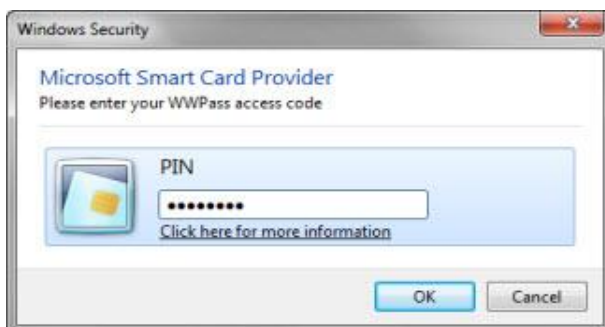 Windows Security
Microsoft Smart Card Provider
Please enter your WWPass access code
PIN
••••••••
Click here for more information
OK
Cancel